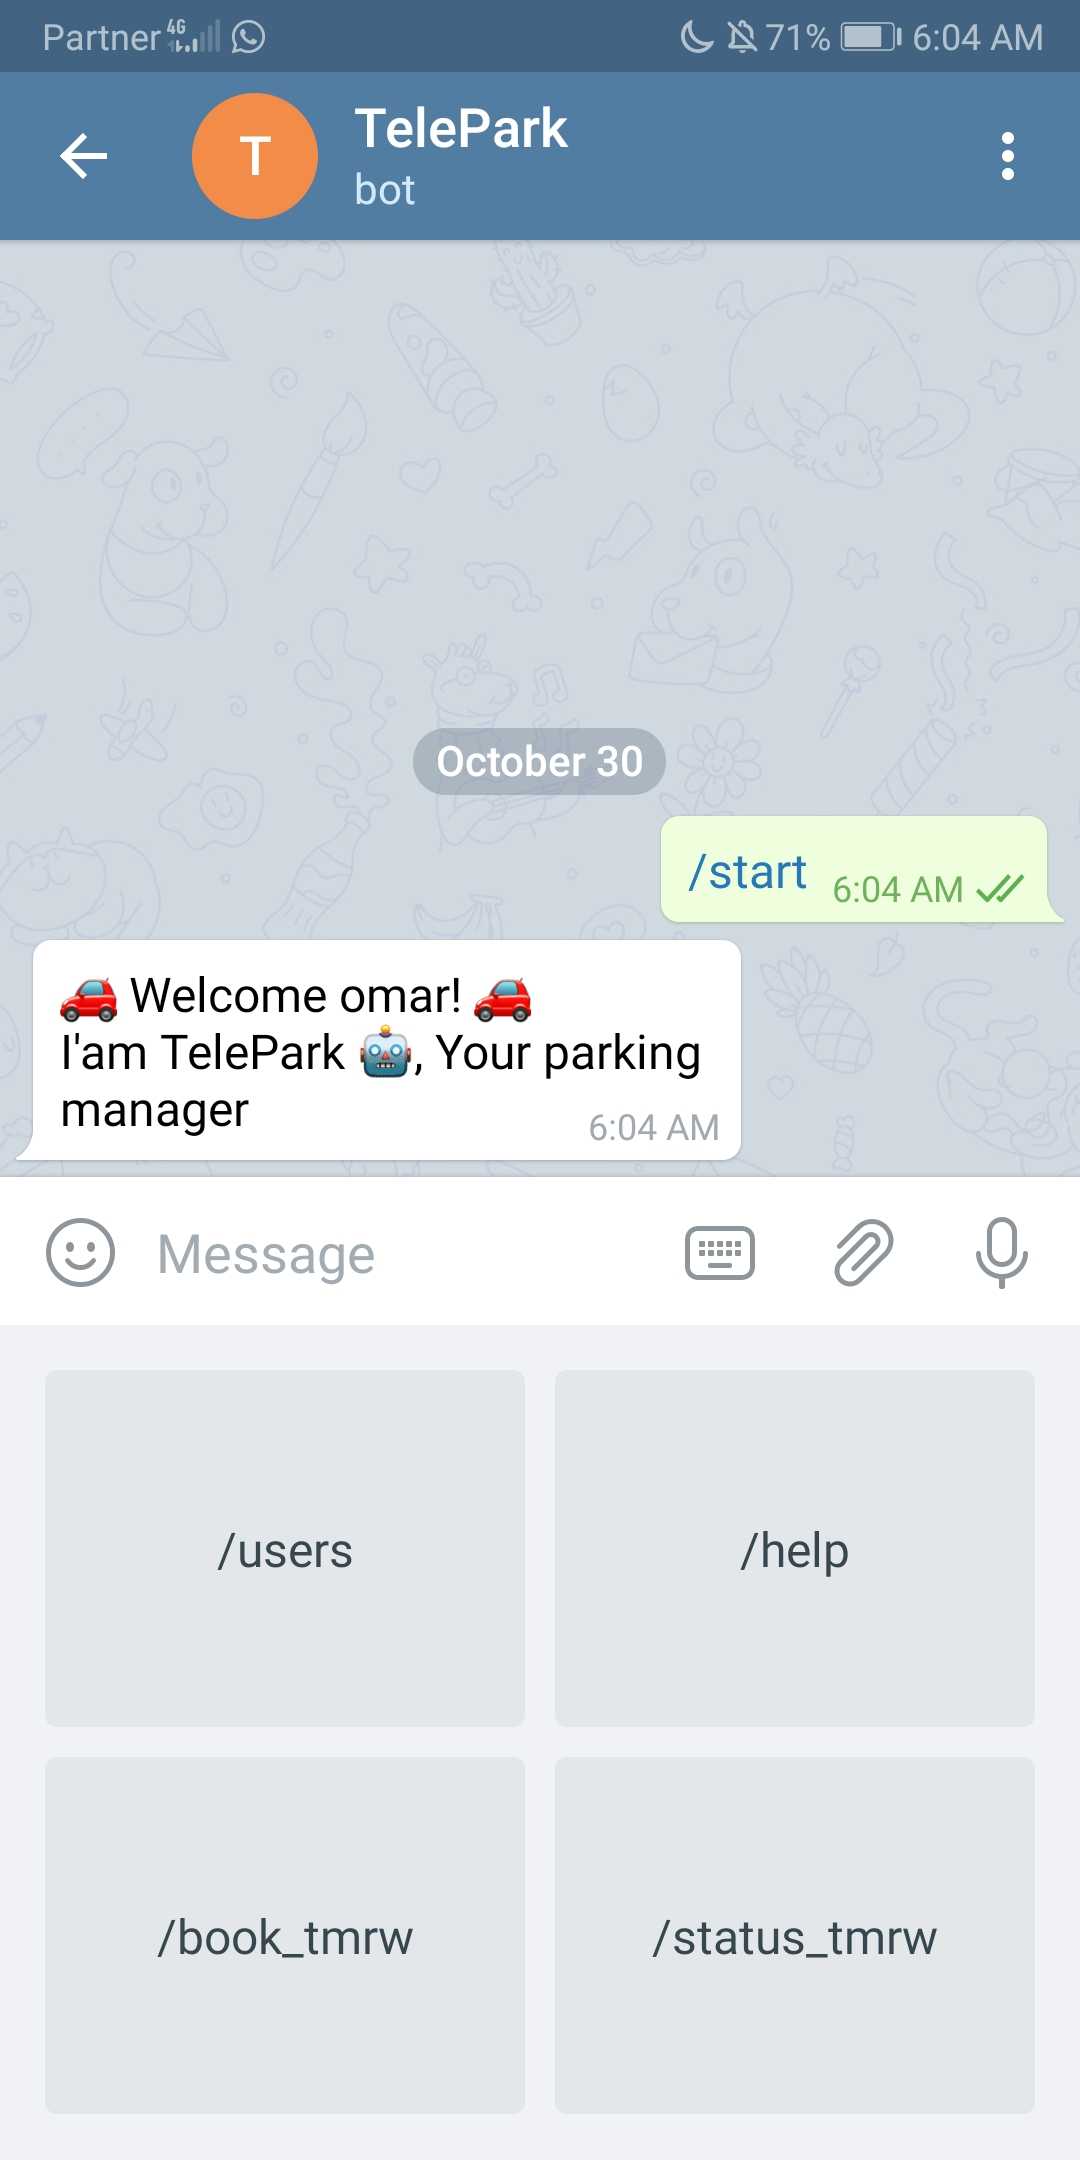 Partner 4G 71% 6:04 AM
T
TelePark
bot
October 30
/start 6:04 AM
🚗 Welcome omar! 🚗
I'am TelePark 🤖, Your parking
manager 6:04 AM
Message
/users /help
/book_tmrw /status_tmrw